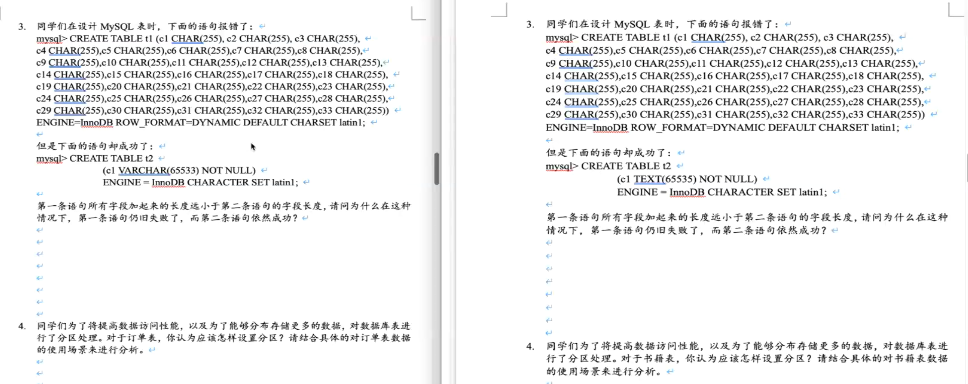 3. 同学们在设计 MySQL 表时，下面的语句报错了：
mysql> CREATE TABLE t1 (c1 CHAR(255), c2 CHAR(255), c3 CHAR(255),
c4 CHAR(255),c5 CHAR(255),c6 CHAR(255),c7 CHAR(255),c8 CHAR(255),
c9 CHAR(255),c10 CHAR(255),c11 CHAR(255),c12 CHAR(255),c13 CHAR(255),
c14 CHAR(255),c15 CHAR(255),c16 CHAR(255),c17 CHAR(255),c18 CHAR(255),
c19 CHAR(255),c20 CHAR(255),c21 CHAR(255),c22 CHAR(255),c23 CHAR(255),
c24 CHAR(255),c25 CHAR(255),c26 CHAR(255),c27 CHAR(255),c28 CHAR(255),
c29 CHAR(255),c30 CHAR(255),c31 CHAR(255),c32 CHAR(255),c33 CHAR(255))
ENGINE=InnoDB ROW_FORMAT=DYNAMIC DEFAULT CHARSET latin1;
但是下面的语句却成功了：
mysql> CREATE TABLE t2
(c1 VARCHAR(65533) NOT NULL)
ENGINE = InnoDB CHARACTER SET latin1;
第一条语句所有字段加起来的长度远小于第二条语句的字段长度，请问为什么在这种
情况下，第一条语句仍旧失败了，而第二条语句依然成功？
4. 同学们为了将提高数据访问性能，以及为了能够分布存储更多的数据，对数据库表进
行了分区处理。对于订单表，你认为应该怎样设置分区？请结合具体的对订单表数据
的使用场景来进行分析。
3. 同学们在设计 MySQL 表时，下面的语句报错了：
mysql> CREATE TABLE t1 (c1 CHAR(255), c2 CHAR(255), c3 CHAR(255),
c4 CHAR(255),c5 CHAR(255),c6 CHAR(255),c7 CHAR(255),c8 CHAR(255),
c9 CHAR(255),c10 CHAR(255),c11 CHAR(255),c12 CHAR(255),c13 CHAR(255),
c14 CHAR(255),c15 CHAR(255),c16 CHAR(255),c17 CHAR(255),c18 CHAR(255),
c19 CHAR(255),c20 CHAR(255),c21 CHAR(255),c22 CHAR(255),c23 CHAR(255),
c24 CHAR(255),c25 CHAR(255),c26 CHAR(255),c27 CHAR(255),c28 CHAR(255),
c29 CHAR(255),c30 CHAR(255),c31 CHAR(255),c32 CHAR(255),c33 CHAR(255))
ENGINE=InnoDB ROW_FORMAT=DYNAMIC DEFAULT CHARSET latin1;
但是下面的语句却成功了：
mysql> CREATE TABLE t2
(c1 TEXT(65535) NOT NULL)
ENGINE = InnoDB CHARACTER SET latin1;
第一条语句所有字段加起来的长度远小于第二条语句的字段长度，请问为什么在这种
情况下，第一条语句仍旧失败了，而第二条语句依然成功？
4. 同学们为了将提高数据访问性能，以及为了能够分布存储更多的数据，对数据库表进
行了分区处理。对于书籍表，你认为应该怎样设置分区？请结合具体的对书籍表数据
的使用场景来进行分析。